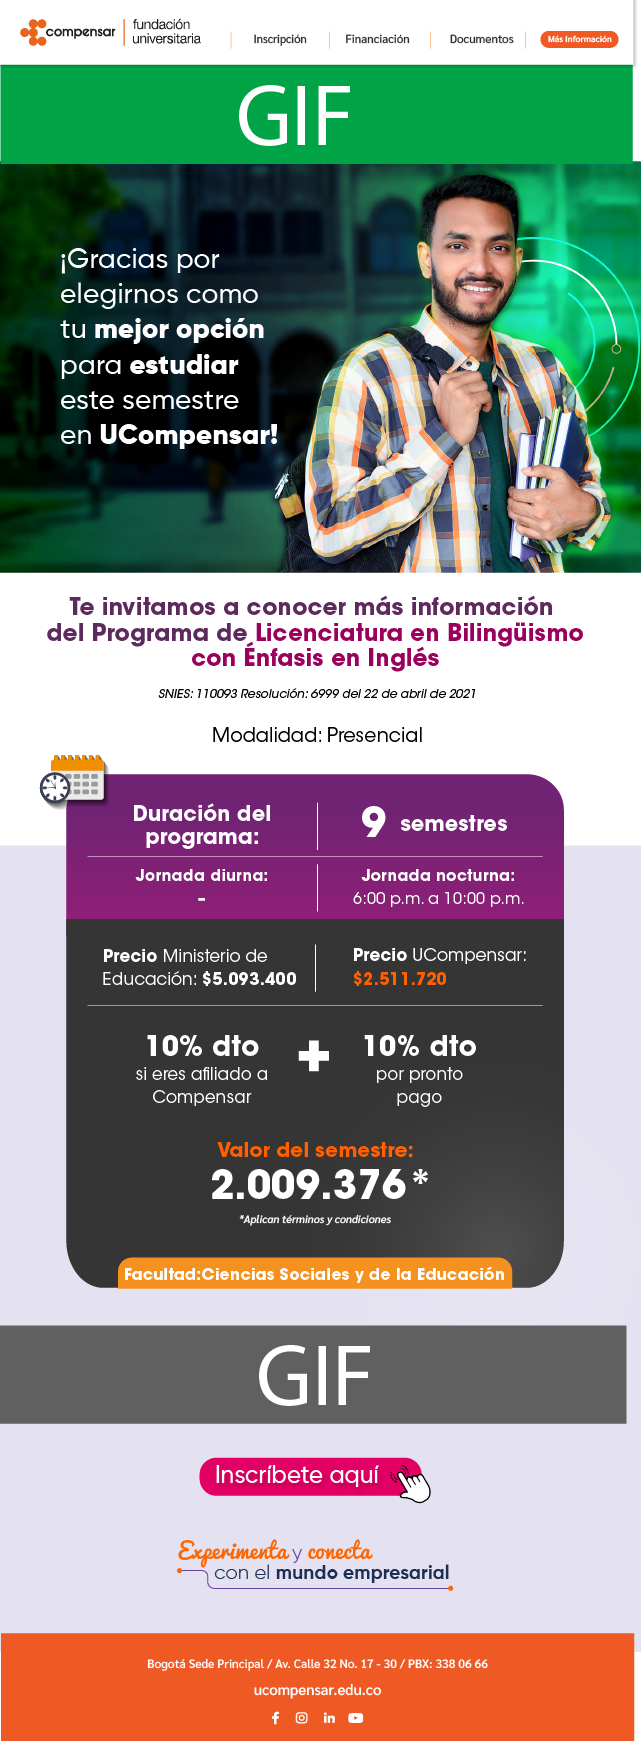 compensar
fundación
universitaria
Inscripción
Financiación
Documentos
Más Información
GIF
¡Gracias por
elegirnos como
tu mejor opción
para estudiar
este semestre
en UCompensar!
Te invitamos a conocer más información
del Programa de Licenciatura en Bilingüismo
con Énfasis en Inglés
SNIES: 110093 Resolución: 6999 del 22 de abril de 2021
Modalidad: Presencial
Duración del
programa:
9 semestres
Jornada diurna:
-
Jornada nocturna:
6:00 p.m. a 10:00 p.m.
Precio Ministerio de
Educación: $5.093.400
Precio UCompensar:
$2.511.720
10% dto
si eres afiliado a
Compensar
+
10% dto
por pronto
pago
Valor del semestre:
2.009.376*
*Aplican términos y condiciones
Facultad:Ciencias Sociales y de la Educación
GIF
Inscríbete aquí
Experimenta y conecta
con el mundo empresarial
Bogotá Sede Principal / Av. Calle 32 No. 17 - 30 / PBX: 338 06 66
ucompensar.edu.co